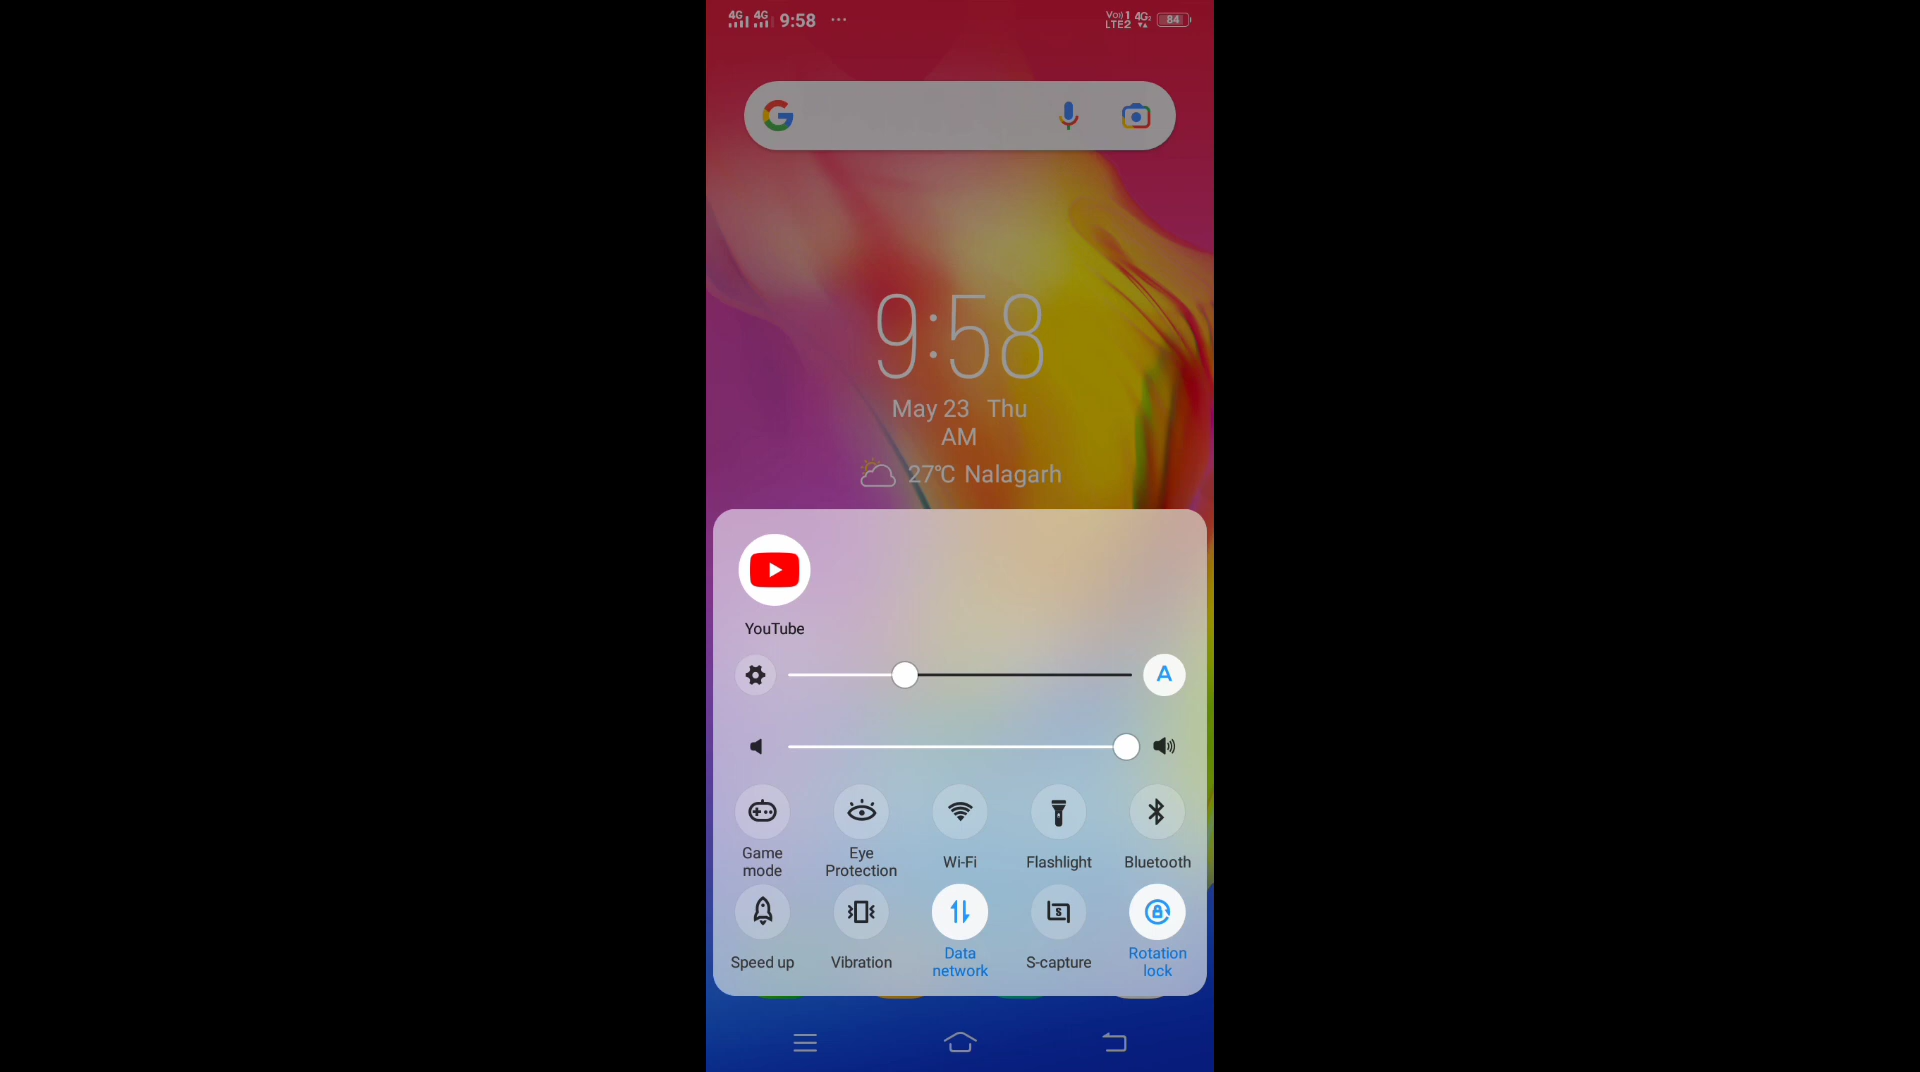 4G 4G 9:58 ... Vo) 1 LTE2 4G2 84
9:58
May 23 Thu
AM
27°C Nalagarh
YouTube
A
Game mode
Eye Protection
Wi-Fi
Flashlight
Bluetooth
Speed up
Vibration
Data network
S-capture
Rotation lock